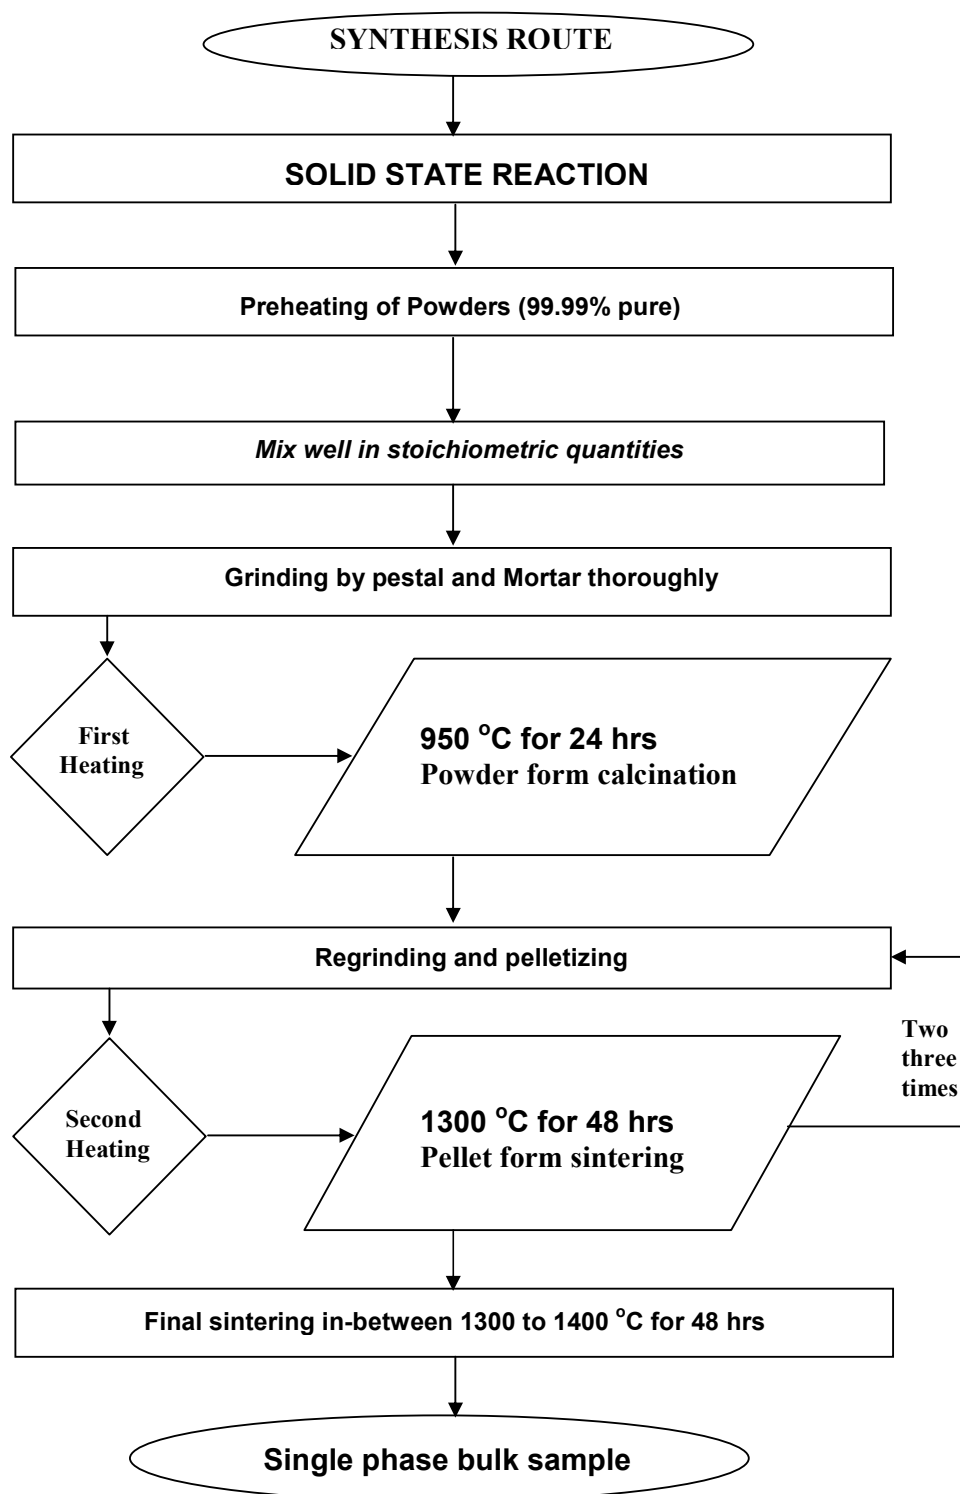 SYNTHESIS ROUTE
SOLID STATE REACTION
Preheating of Powders (99.99% pure)
Mix well in stoichiometric quantities
Grinding by pestal and Mortar thoroughly
First
Heating
950 °C for 24 hrs
Powder form calcination
Regrinding and pelletizing
Two
three
times
Second
Heating
1300 °C for 48 hrs
Pellet form sintering
Final sintering in-between 1300 to 1400 °C for 48 hrs
Single phase bulk sample